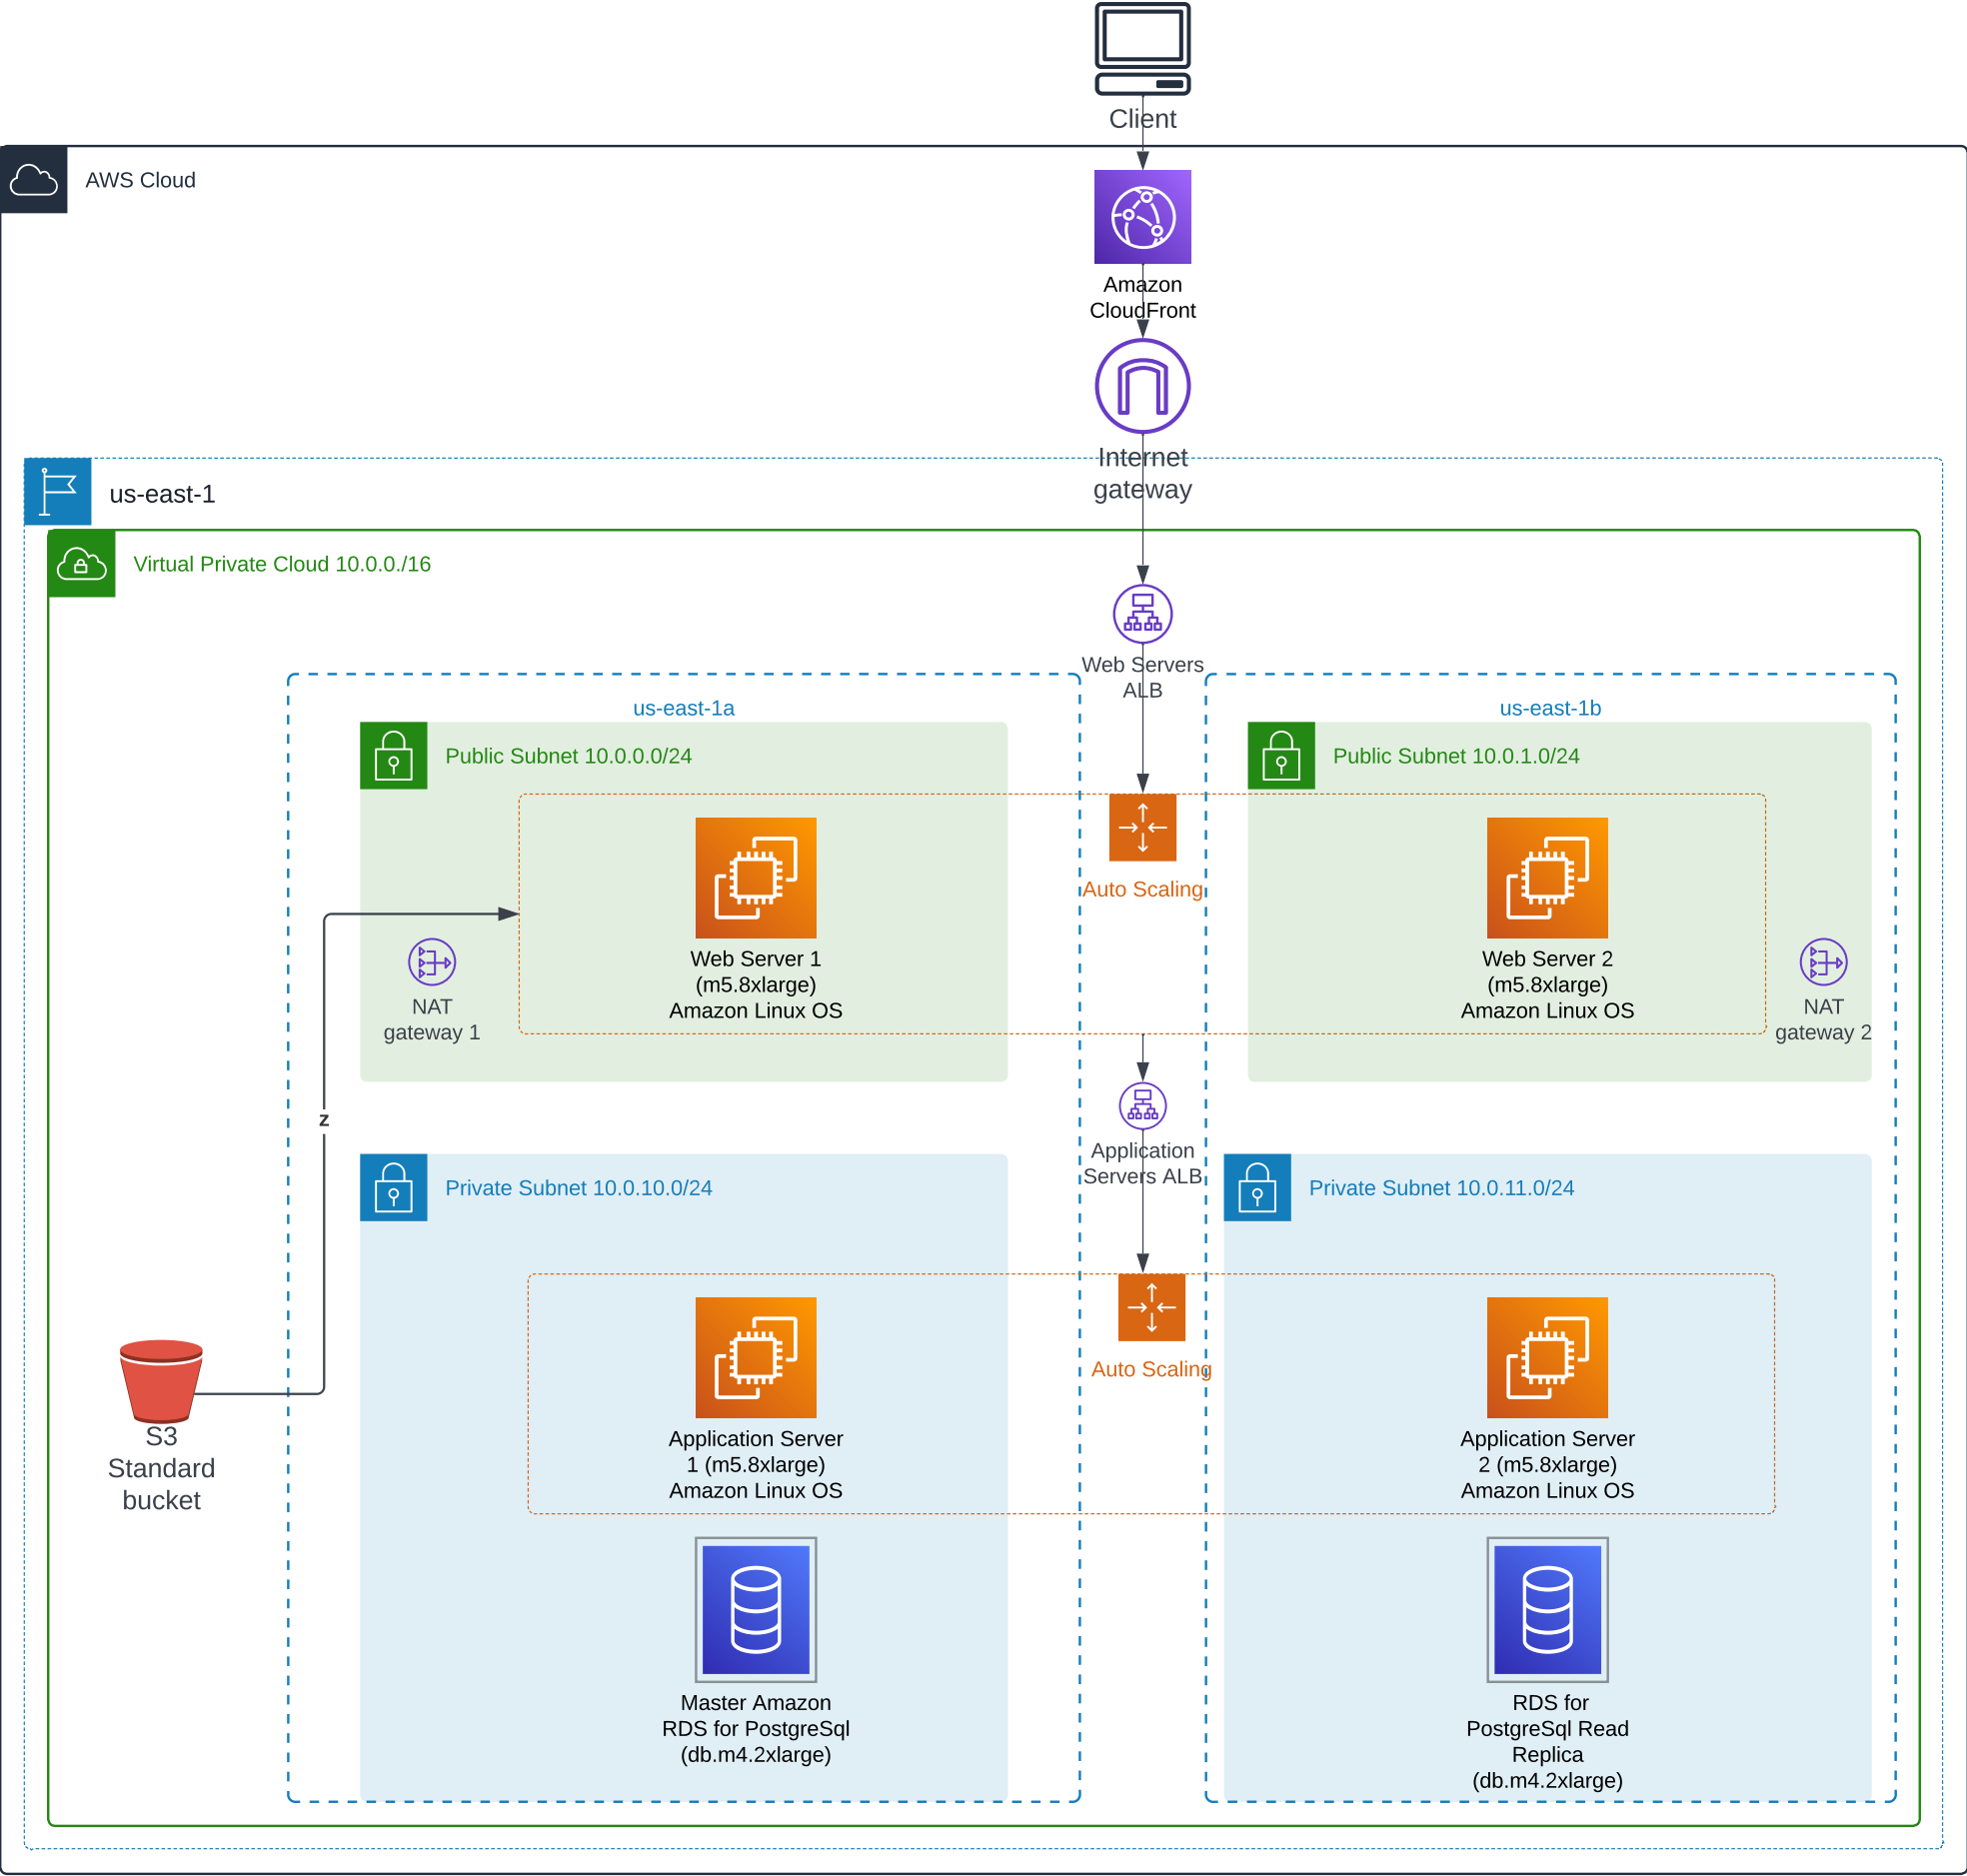 Client
AWS Cloud
Amazon
CloudFront
Internet
gateway
us-east-1
Virtual Private Cloud 10.0.0./16
Web Servers
ALB
us-east-1a
us-east-1b
Public Subnet 10.0.0.0/24
Public Subnet 10.0.1.0/24
Auto Scaling
Web Server 1
(m5.8xlarge)
Amazon Linux OS
Web Server 2
(m5.8xlarge)
Amazon Linux OS
NAT
gateway 1
NAT
gateway 2
z
Application
Servers ALB
Private Subnet 10.0.10.0/24
Private Subnet 10.0.11.0/24
Auto Scaling
S3
Standard
bucket
Application Server
1 (m5.8xlarge)
Amazon Linux OS
Application Server
2 (m5.8xlarge)
Amazon Linux OS
Master Amazon
RDS for PostgreSql
(db.m4.2xlarge)
RDS for
PostgreSql Read
Replica
(db.m4.2xlarge)